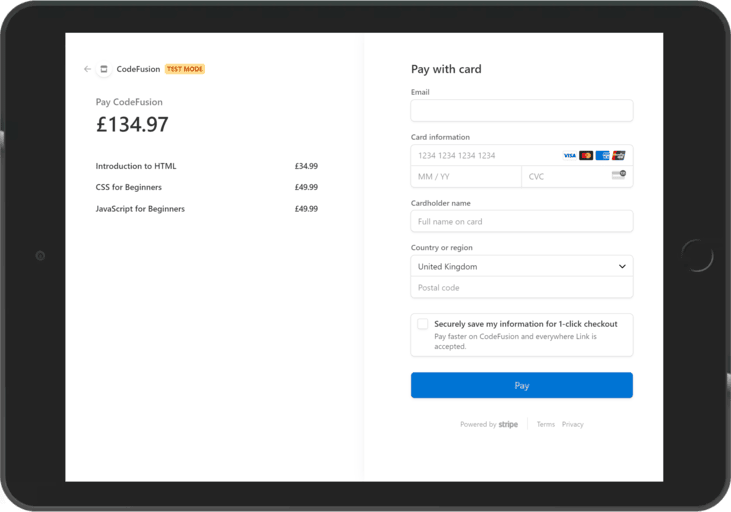 CodeFusion TEST MODE
Pay CodeFusion
£134.97
Introduction to HTML £34.99
CSS for Beginners £49.99
JavaScript for Beginners £49.99
Pay with card
Email
Card information
1234 1234 1234 1234 VISA
MM / YY CVC
Cardholder name
Full name on card
Country or region
United Kingdom
Postal code
Securely save my information for 1-click checkout
Pay faster on CodeFusion and everywhere Link is
accepted.
Pay
Powered by stripe Terms Privacy